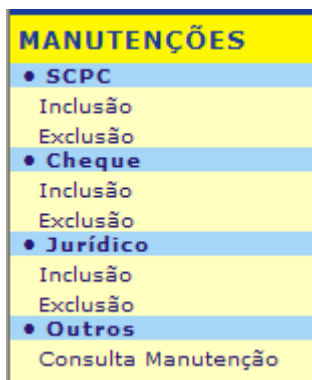 MANUTENÇÕES
• SCPC
Inclusão
Exclusão
• Cheque
Inclusão
Exclusão
• Jurídico
Inclusão
Exclusão
• Outros
Consulta Manutenção